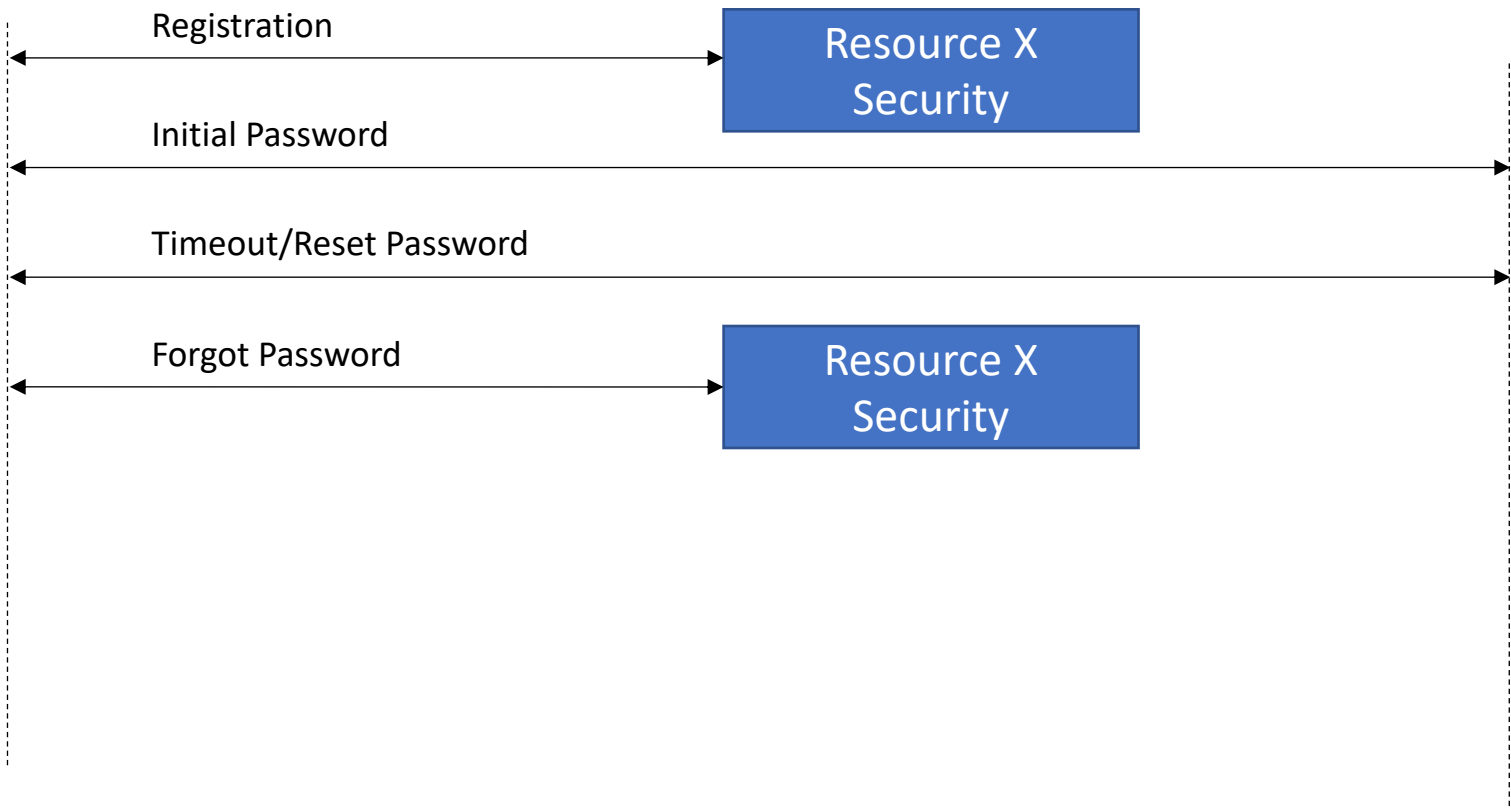 Registration
Resource X
Security
Initial Password
Timeout/Reset Password
Forgot Password
Resource X
Security